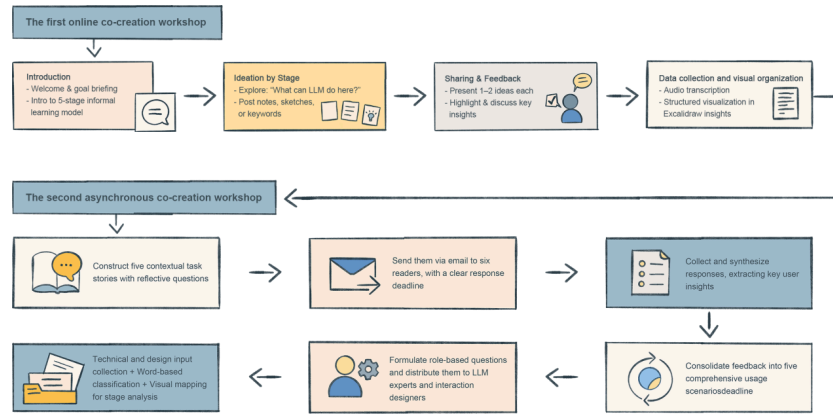 The first online co-creation workshop
Introduction
- Welcome & goal briefing
- Intro to 5-stage informal
learning model
Ideation by Stage
- Explore: "What can LLM do here?"
- Post notes, sketches,
or keywords
Sharing & Feedback
- Present 1–2 ideas each
- Highlight & discuss key
insights
Data collection and visual organization
- Audio transcription
- Structured visualization in
Excalidraw insights
The second asynchronous co-creation workshop
Construct five contextual task
stories with reflective questions
Send them via email to six
readers, with a clear response
deadline
Collect and synthesize
responses, extracting key user
insights
Technical and design input
collection + Word-based
classification + Visual mapping
for stage analysis
Formulate role-based questions
and distribute them to LLM
experts and interaction
designers
Consolidate feedback into five
comprehensive usage
scenariosdeadline